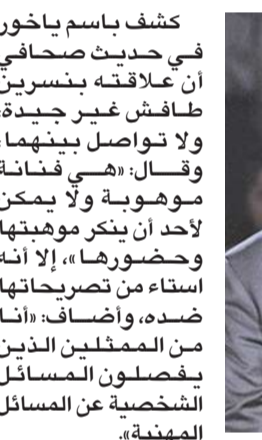 كشف باسم ياخور
في حديث صحافي
أن علاقته بنسرين
طافش غير جيدة،
ولا تواصل بينهما،
وقال: «هي فنانة
موهوبة ولا يمكن
لأحد أن ينكر موهبتها
وحضورها»، إلا أنه
استاء من تصريحاتها
ضده، وأضاف: «أنا
من الممثلين الذين
يفصلون المسائل
الشخصية عن المسائل
المهنية».